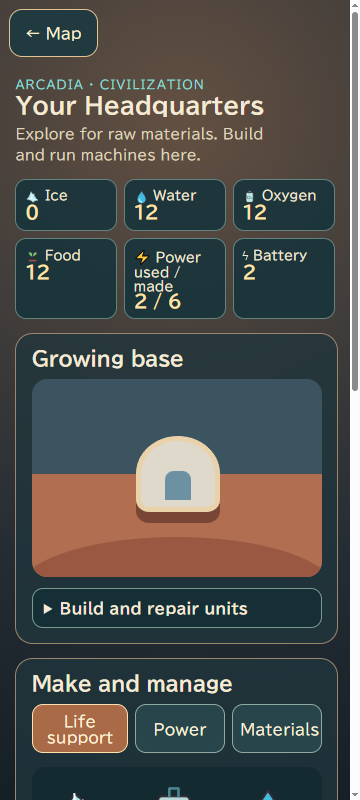 ← Map
ARCADIA · CIVILIZATION
Your Headquarters
Explore for raw materials. Build
and run machines here.
Ice
0
Water
12
Oxygen
12
Food
12
Power
used /
made
2 / 6
Battery
2
Growing base
▶ Build and repair units
Make and manage
Life
support
Power
Materials